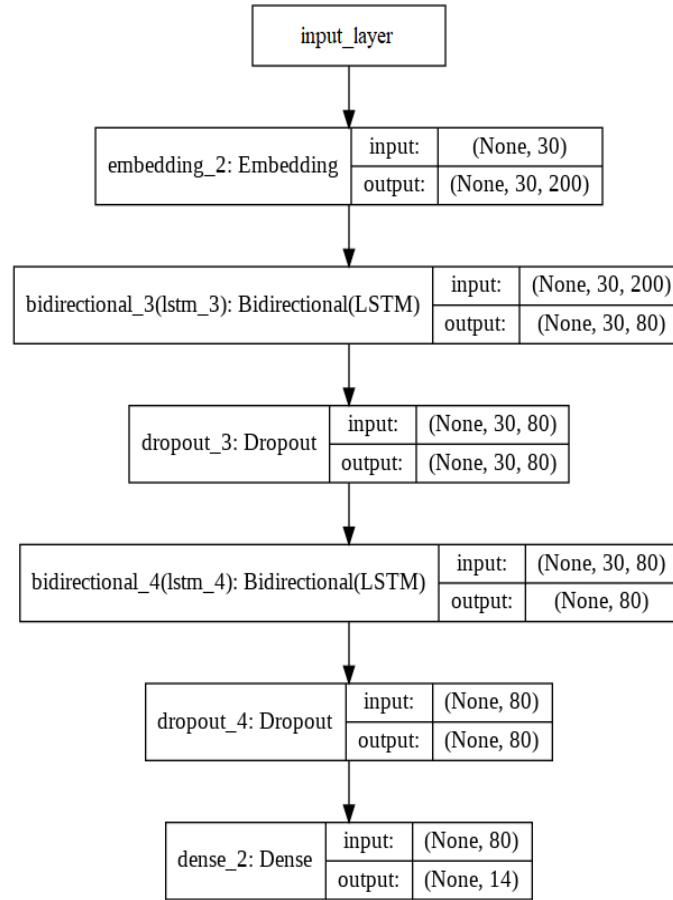 input_layer
embedding_2: Embedding
input: (None, 30)
output: (None, 30, 200)
bidirectional_3(lstm_3): Bidirectional(LSTM)
input: (None, 30, 200)
output: (None, 30, 80)
dropout_3: Dropout
input: (None, 30, 80)
output: (None, 30, 80)
bidirectional_4(lstm_4): Bidirectional(LSTM)
input: (None, 30, 80)
output: (None, 80)
dropout_4: Dropout
input: (None, 80)
output: (None, 80)
dense_2: Dense
input: (None, 80)
output: (None, 14)